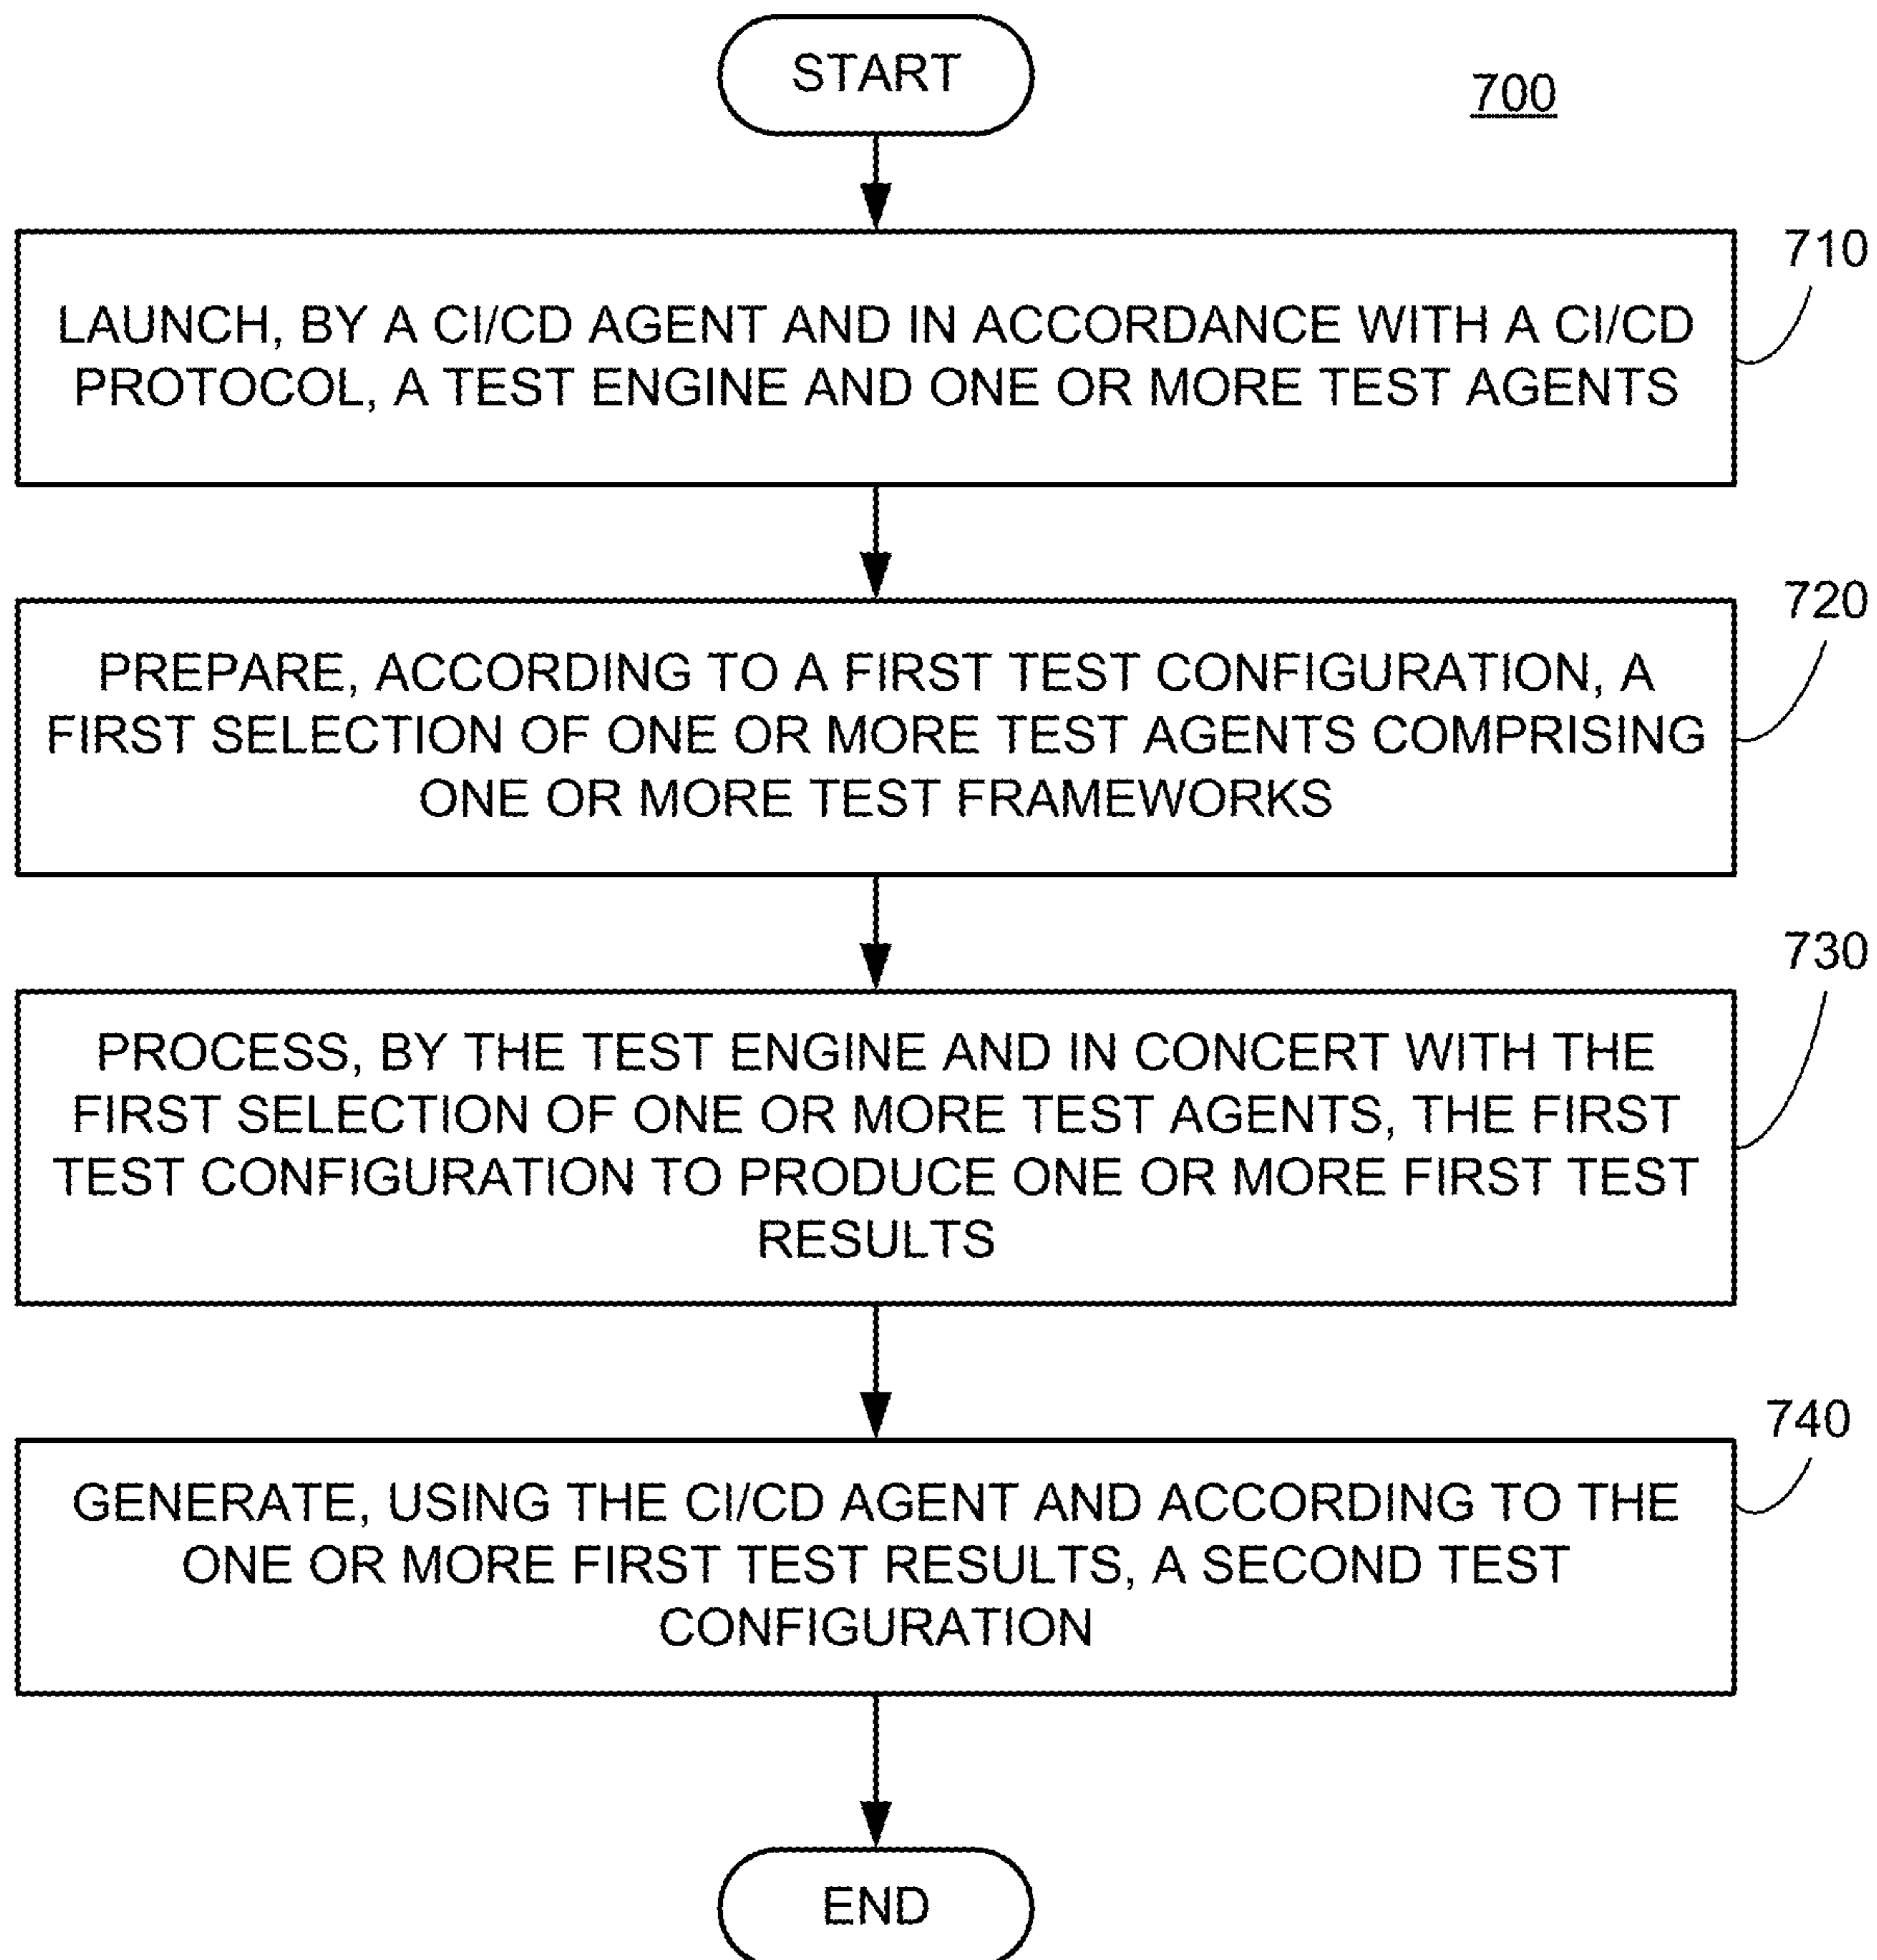 START
700
710
LAUNCH, BY A CI/CD AGENT AND IN ACCORDANCE WITH A CI/CD
PROTOCOL, A TEST ENGINE AND ONE OR MORE TEST AGENTS
720
PREPARE, ACCORDING TO A FIRST TEST CONFIGURATION, A
FIRST SELECTION OF ONE OR MORE TEST AGENTS COMPRISING
ONE OR MORE TEST FRAMEWORKS
730
PROCESS, BY THE TEST ENGINE AND IN CONCERT WITH THE
FIRST SELECTION OF ONE OR MORE TEST AGENTS, THE FIRST
TEST CONFIGURATION TO PRODUCE ONE OR MORE FIRST TEST
RESULTS
740
GENERATE, USING THE CI/CD AGENT AND ACCORDING TO THE
ONE OR MORE FIRST TEST RESULTS, A SECOND TEST
CONFIGURATION
END